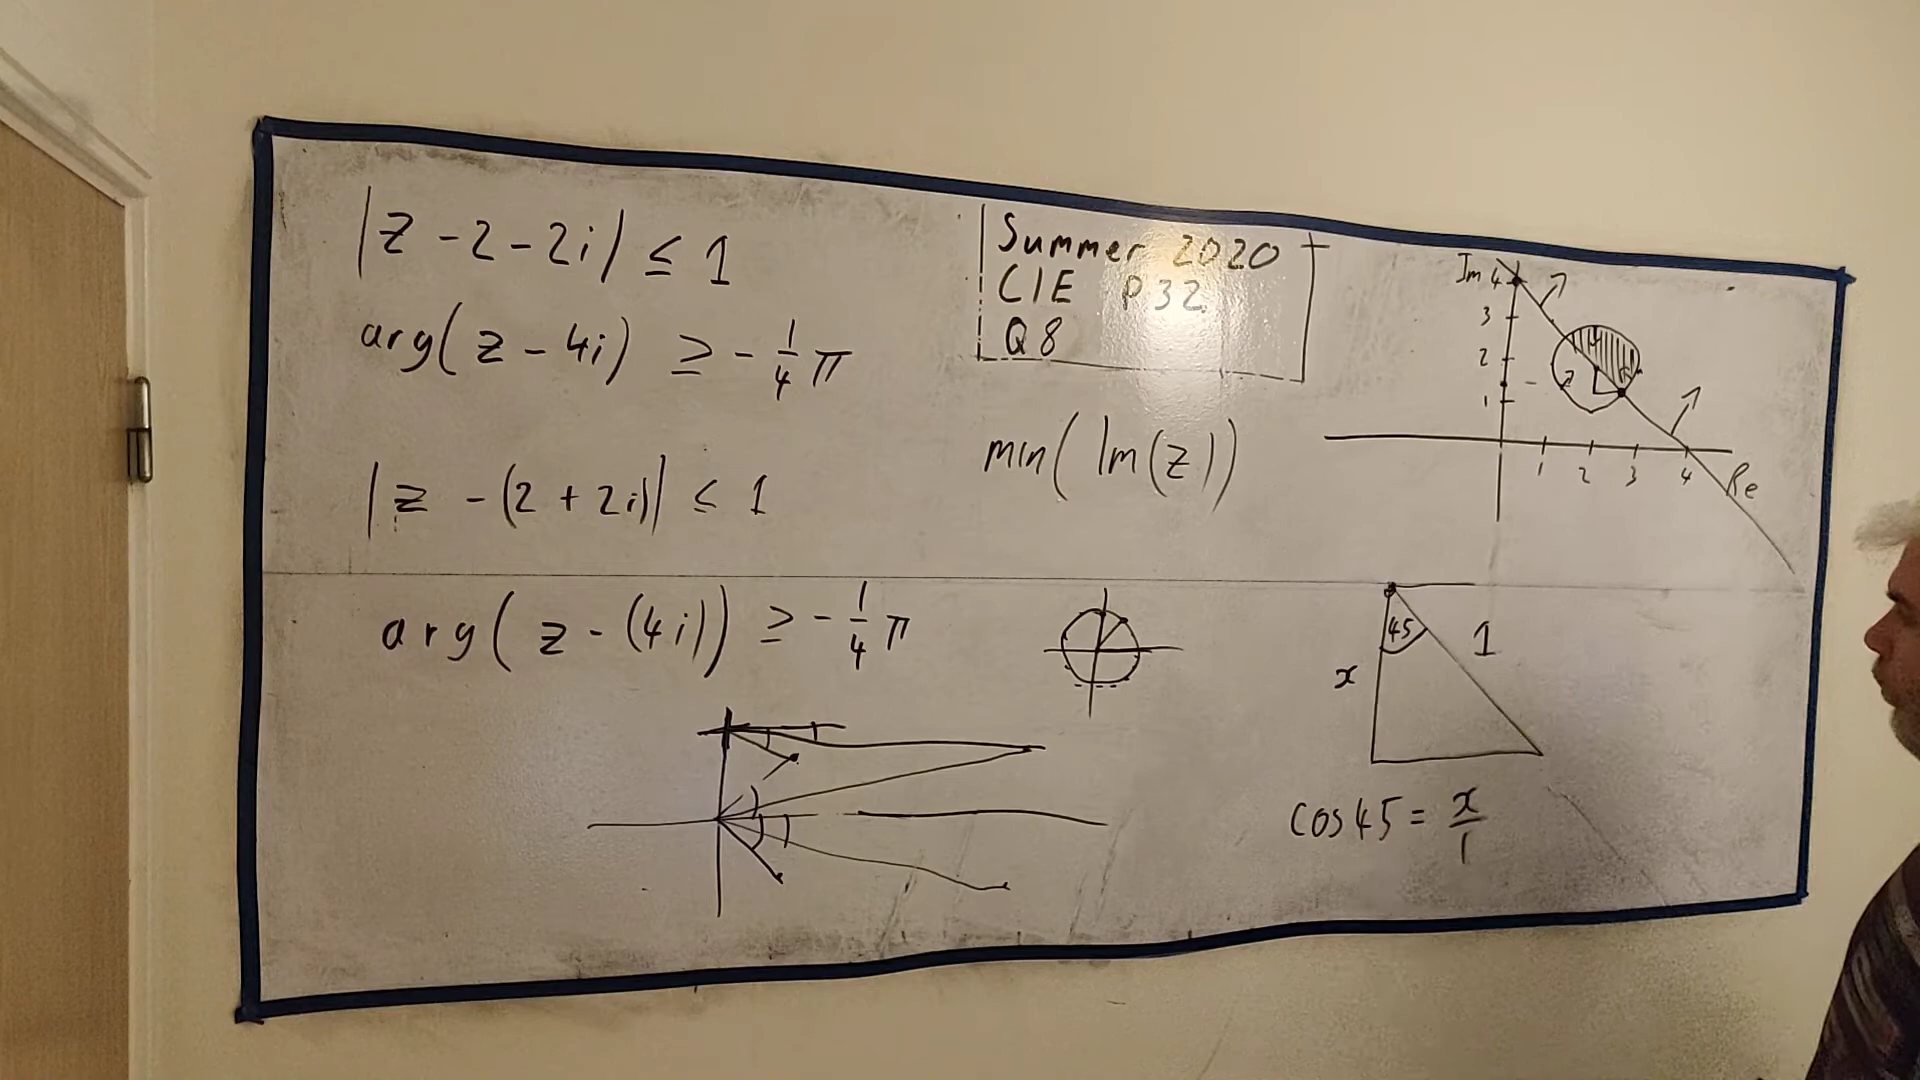 |z - 2 - 2i| ≤ 1
arg(z - 4i) ≥ - 1/4 π
|z - (2 + 2i)| ≤ 1
arg(z - (4i)) ≥ - 1/4 π
Summer 2020
CIE P32
Q8
min(Im(z))
Im 4
3
2
1
1 2 3 4
Re
45
1
x
cos 45 = x/1